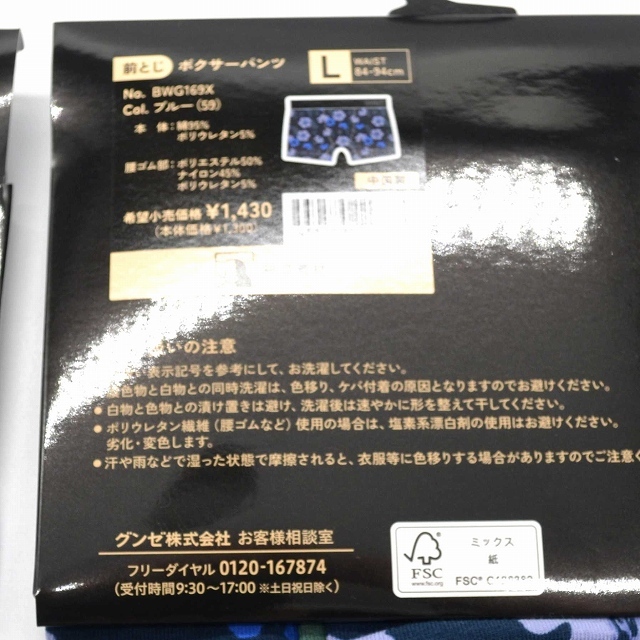 前とじ ボクサーパンツ
L WAIST 84-94cm
No. BWG169X
Col. ブルー (59)
本 体：綿95%
ポリウレタン5%
腰ゴム部：ポリエステル50%
ナイロン45%
ポリウレタン5%
中国製
希望小売価格 ¥1,430
(本体価格¥1,300)
いの注意
表示記号を参考にして、お洗濯してください。
色物と白物との同時洗濯は、色移り、ケバ付着の原因となりますのでお避けください。
●白物と色物との漬け置きは避け、洗濯後は速やかに形を整えて干してください。
●ポリウレタン繊維（腰ゴムなど）使用の場合は、塩素系漂白剤の使用はお避けください。
劣化・変色します。
●汗や雨などで湿った状態で摩擦されると、衣服等に色移りする場合がありますのでご注意く
グンゼ株式会社 お客様相談室
フリーダイヤル 0120-167874
（受付時間9:30～17:00 ※土日祝日除く）
FSC
www.fsc.org
ミックス
紙
FSC®